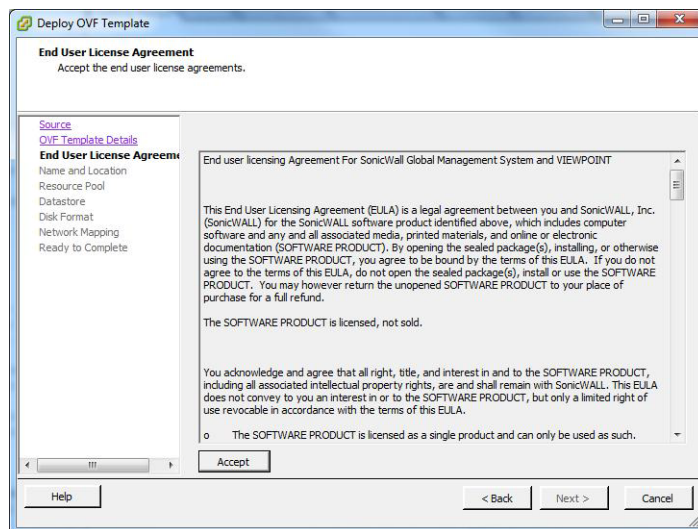 Deploy OVF Template
End User License Agreement
Accept the end user license agreements.
Source
OVF Template Details
End User License Agreeme
Name and Location
Resource Pool
Datastore
Disk Format
Network Mapping
Ready to Complete
End user licensing Agreement For SonicWall Global Management System and VIEWPOINT
This End User Licensing Agreement (EULA) is a legal agreement between you and SonicWALL, Inc.
(SonicWALL) for the SonicWALL software product identified above, which includes computer
software and any and all associated media, printed materials, and online or electronic
documentation (SOFTWARE PRODUCT). By opening the sealed package(s), installing, or otherwise
using the SOFTWARE PRODUCT, you agree to be bound by the terms of this EULA. If you do not
agree to the terms of this EULA, do not open the sealed package(s), install or use the SOFTWARE
PRODUCT. You may however return the unopened SOFTWARE PRODUCT to your place of
purchase for a full refund.
The SOFTWARE PRODUCT is licensed, not sold.
You acknowledge and agree that all right, title, and interest in and to the SOFTWARE PRODUCT,
including all associated intellectual property rights, are and shall remain with SonicWALL. This EULA
does not convey to you an interest in or to the SOFTWARE PRODUCT, but only a limited right of
use revocable in accordance with the terms of this EULA.
o The SOFTWARE PRODUCT is licensed as a single product and can only be used as such.
Accept
Help
< Back
Next >
Cancel